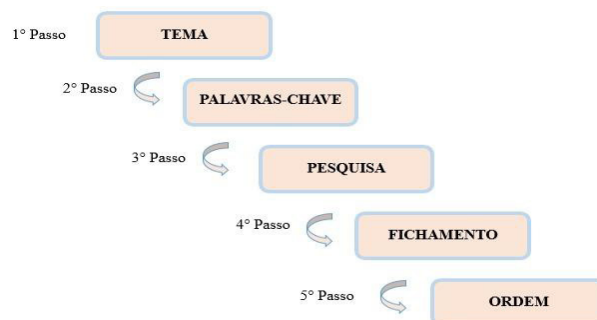 1° Passo TEMA
2° Passo PALAVRAS-CHAVE
3° Passo PESQUISA
4° Passo FICHAMENTO
5° Passo ORDEM